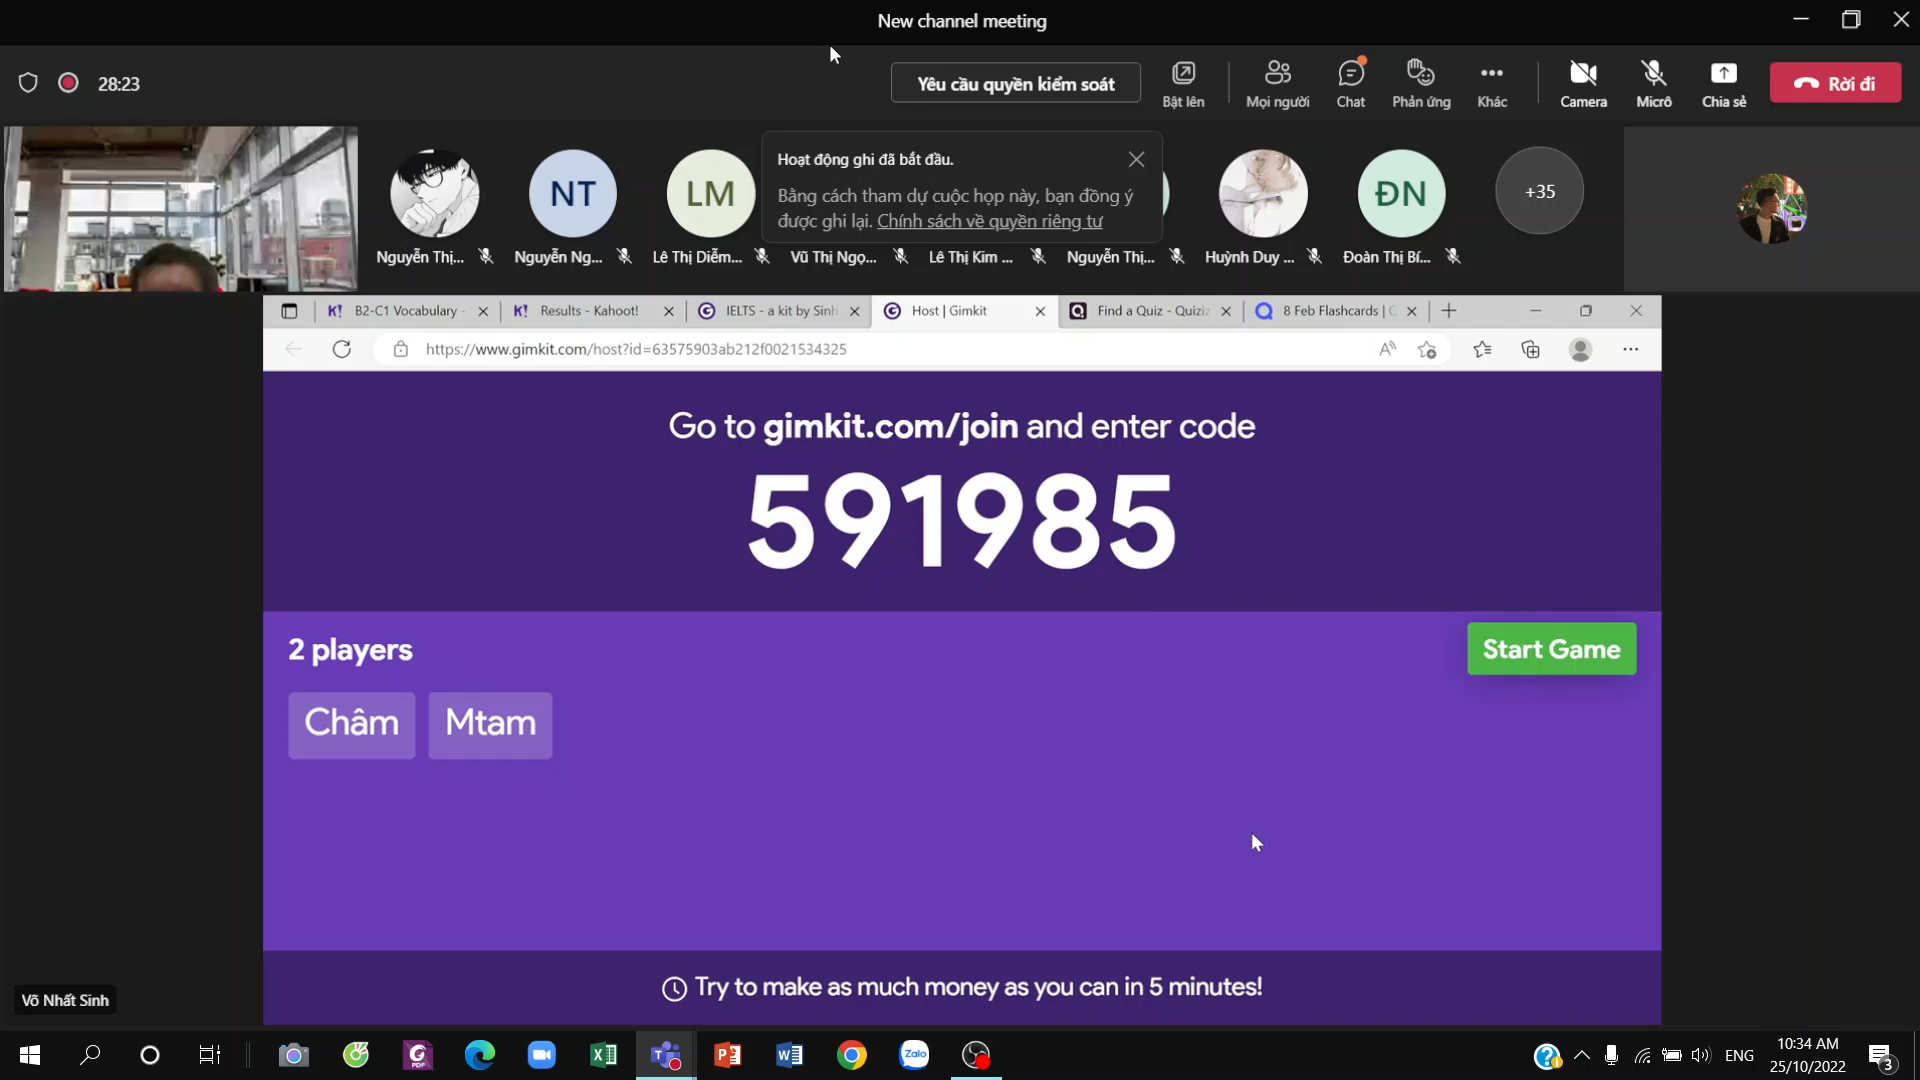 New channel meeting
28:23
Yêu cầu quyền kiểm soát
Bật lên
Mọi người
Chat
Phản ứng
Khác
Camera
Micrô
Chia sẻ
Rời đi
NT
LM
ĐN
+35
Hoạt động ghi đã bắt đầu.
Bằng cách tham dự cuộc họp này, bạn đồng ý
được ghi lại. Chính sách về quyền riêng tư
Nguyễn Thị...
Nguyễn Ng...
Lê Thị Diễm...
Vũ Thị Ngọ...
Lê Thị Kim ...
Nguyễn Thị...
Huỳnh Duy ...
Đoàn Thị Bí...
K! B2-C1 Vocabulary
K! Results - Kahoot!
IELTS - a kit by Sinh
Host | Gimkit
Find a Quiz - Quiziz
8 Feb Flashcards |
https://www.gimkit.com/host?id=63575903ab212f0021534325
Go to gimkit.com/join and enter code
591985
2 players
Start Game
Châm
Mtam
Try to make as much money as you can in 5 minutes!
Võ Nhất Sinh
Zalo
ENG
10:34 AM
25/10/2022
3